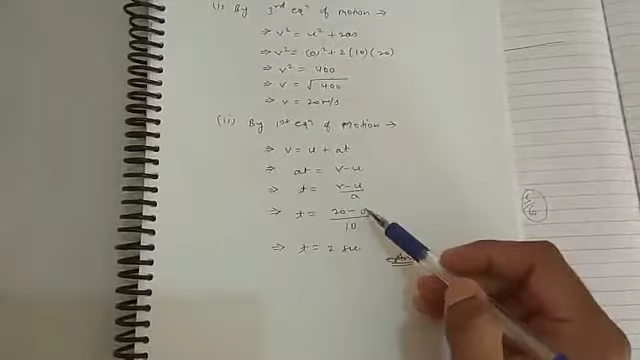 (i) By 3rd eqn of motion →
⇒ v² = u² + 2as
⇒ v² = (0)² + 2(10)(20)
⇒ v² = 400
⇒ v = √400
⇒ v = 20 m/s
(ii) By 1st eqn of Motion →
⇒ v = u + at
⇒ at = v-u
⇒ t = v-u/a
⇒ t = 20-0/10
⇒ t = 2 sec.
Ans